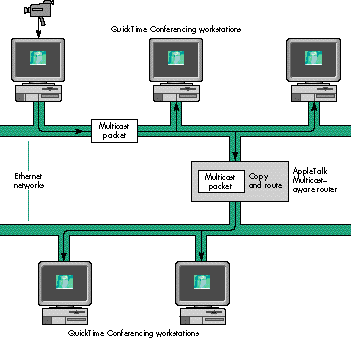 QuickTime Conferencing workstations
Multicast
packet
Ethernet
networks
Multicast
packet
Copy
and route
AppleTalk
Multicast-
aware router
QuickTime Conferencing workstations